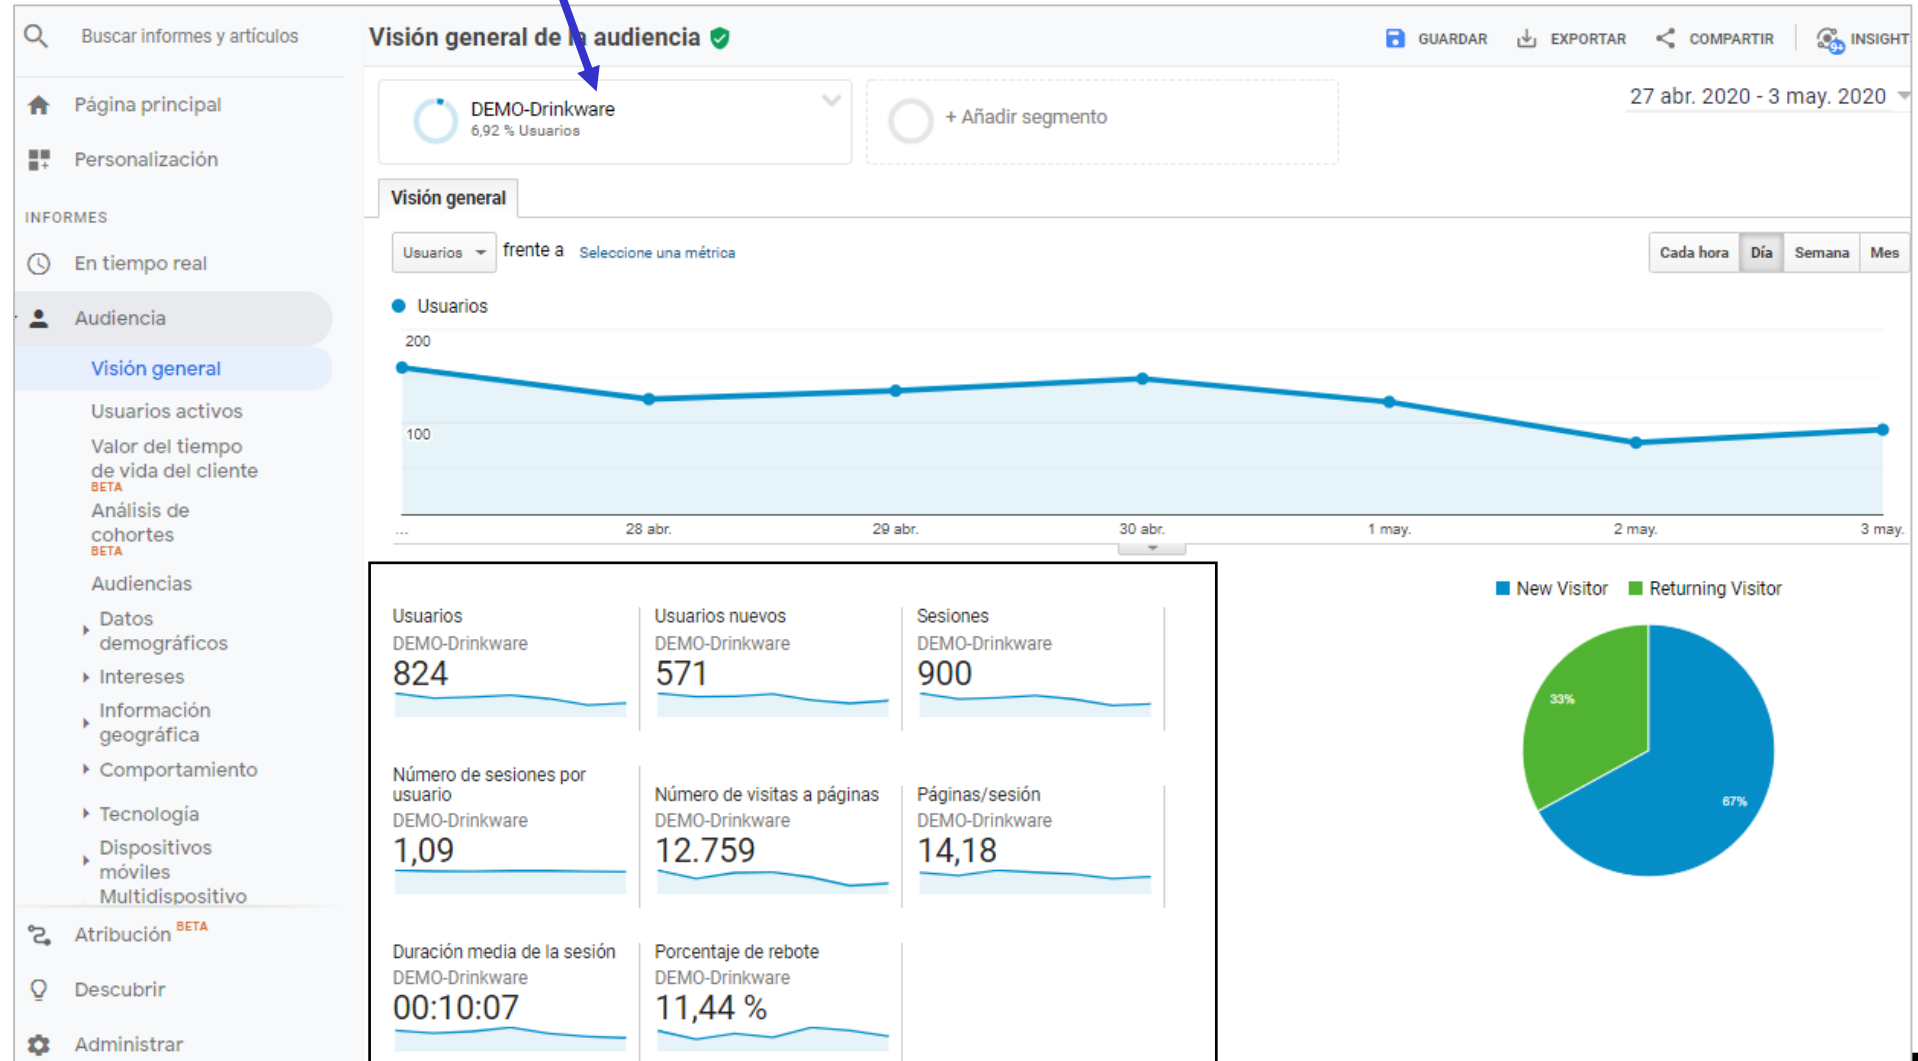 Buscar informes y artículos
Página principal
Personalización
INFORMES
En tiempo real
Audiencia
Visión general
Usuarios activos
Valor del tiempo
de vida del cliente
BETA
Análisis de
cohortes
BETA
Audiencias
Datos
demográficos
Intereses
Información
geográfica
Comportamiento
Tecnología
Dispositivos
móviles
Multidispositivo
Atribución BETA
Descubrir
Administrar
Visión general de la audiencia
GUARDAR
EXPORTAR
COMPARTIR
9+
INSIGHT
DEMO-Drinkware
6,92 % Usuarios
+ Añadir segmento
27 abr. 2020 - 3 may. 2020
Visión general
Usuarios frente a Seleccione una métrica
Cada hora Día Semana Mes
Usuarios
200
100
... 28 abr. 29 abr. 30 abr. 1 may. 2 may. 3 may.
Usuarios
DEMO-Drinkware
824
Usuarios nuevos
DEMO-Drinkware
571
Sesiones
DEMO-Drinkware
900
Número de sesiones por
usuario
DEMO-Drinkware
1,09
Número de visitas a páginas
DEMO-Drinkware
12.759
Páginas/sesión
DEMO-Drinkware
14,18
Duración media de la sesión
DEMO-Drinkware
00:10:07
Porcentaje de rebote
DEMO-Drinkware
11,44 %
New Visitor Returning Visitor
33%
67%